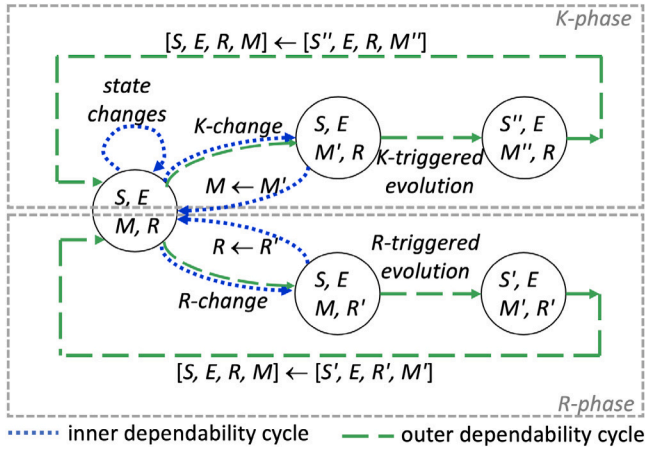 K-phase
[S, E, R, M] ← [S'', E, R, M'']
state
changes
K-change
S, E
M', R
K-triggered
evolution
S'', E
M'', R
M ← M'
S, E
M, R
R ← R'
R-change
S, E
M, R'
R-triggered
evolution
S', E
M', R'
[S, E, R, M] ← [S', E, R', M']
R-phase
inner dependability cycle
outer dependability cycle